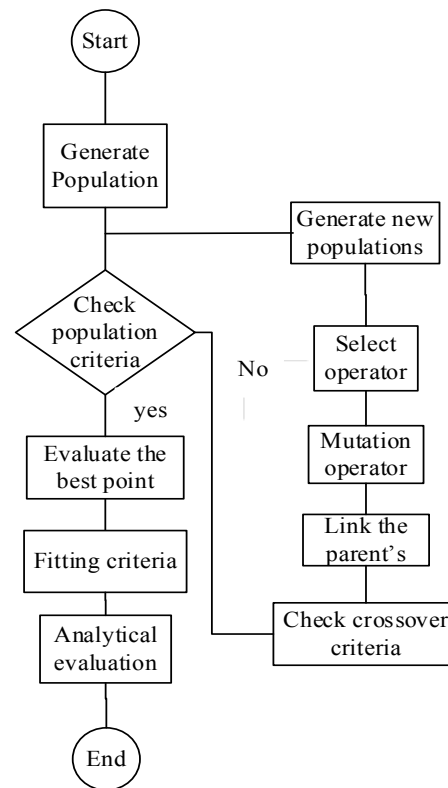 Start
Generate
Population
Check
population
criteria
yes
Evaluate the
best point
Fitting criteria
Analytical
evaluation
End
No
Generate new
populations
Select
operator
Mutation
operator
Link the
parent’s
Check crossover
criteria